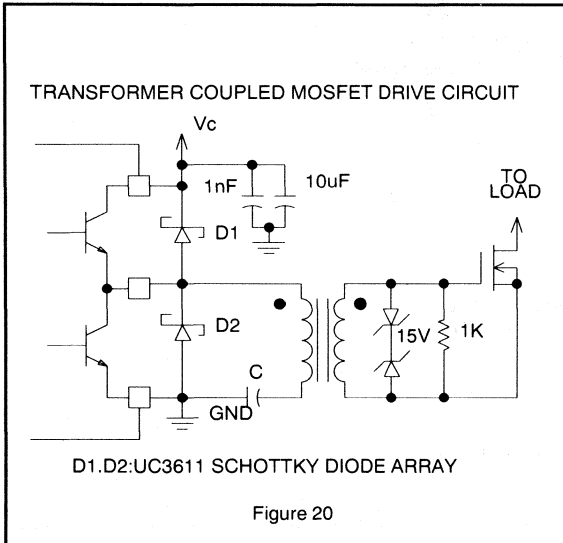 TRANSFORMER COUPLED MOSFET DRIVE CIRCUIT
Vc
1nF
10uF
TO
LOAD
D1
D2
15V
1K
C
GND
D1.D2:UC3611 SCHOTTKY DIODE ARRAY
Figure 20